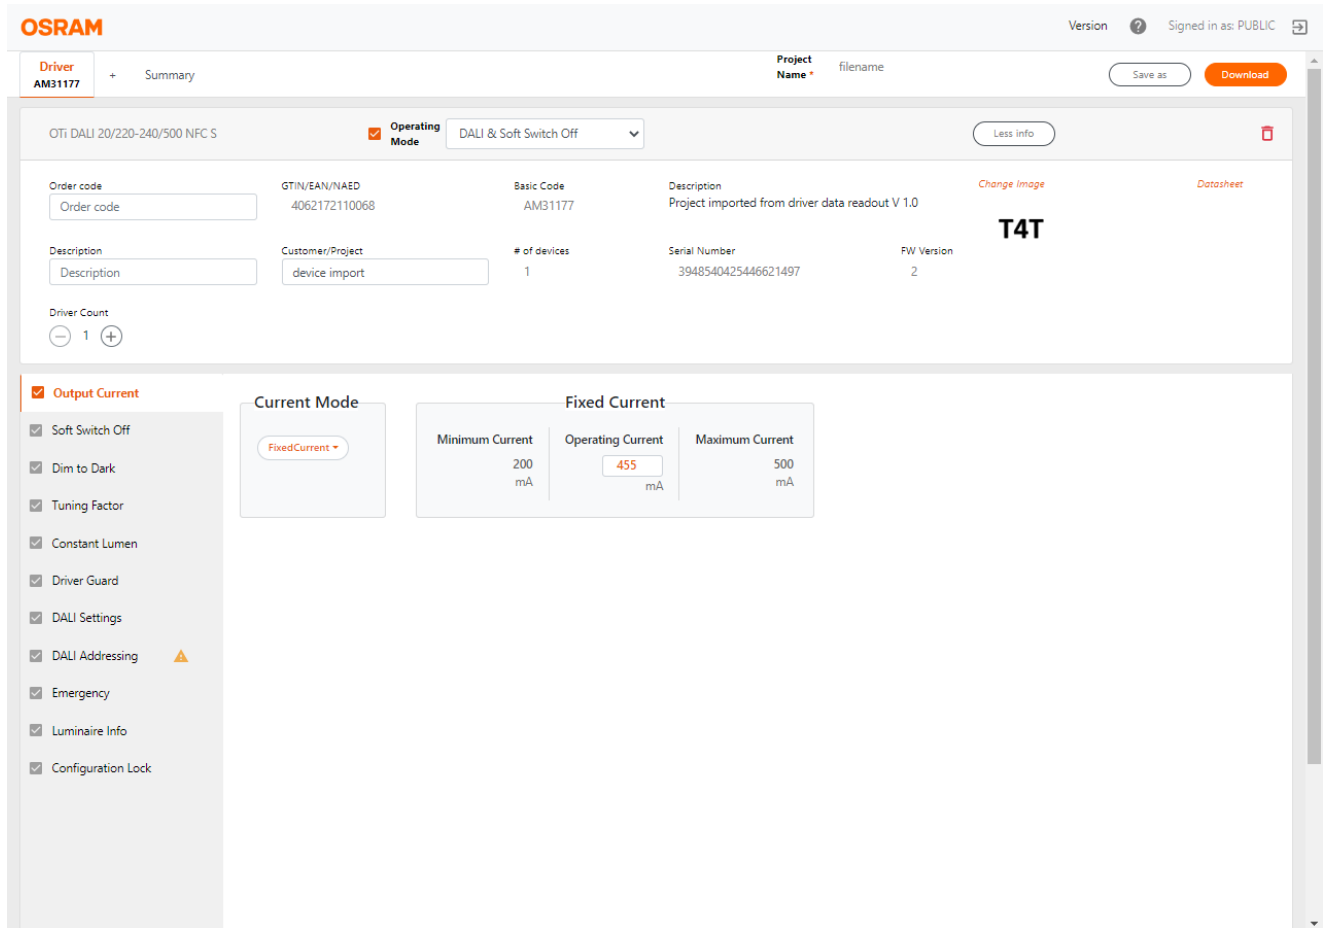 OSRAM
Version
Signed in as: PUBLIC
Driver
AM31177
+
Summary
Project
Name *
filename
Save as
Download
OTi DALI 20/220-240/500 NFC S
Operating
Mode
DALI & Soft Switch Off
Less info
Order code
GTIN/EAN/NAED
Basic Code
Description
Change Image
Datasheet
Order code
4062172110068
AM31177
Project imported from driver data readout V 1.0
T4T
Description
Customer/Project
# of devices
Serial Number
FW Version
Description
device import
1
3948540425446621497
2
Driver Count
1
Output Current
Soft Switch Off
Dim to Dark
Tuning Factor
Constant Lumen
Driver Guard
DALI Settings
DALI Addressing
Emergency
Luminaire Info
Configuration Lock
Current Mode
FixedCurrent
Fixed Current
Minimum Current
Operating Current
Maximum Current
200
455
500
mA
mA
mA